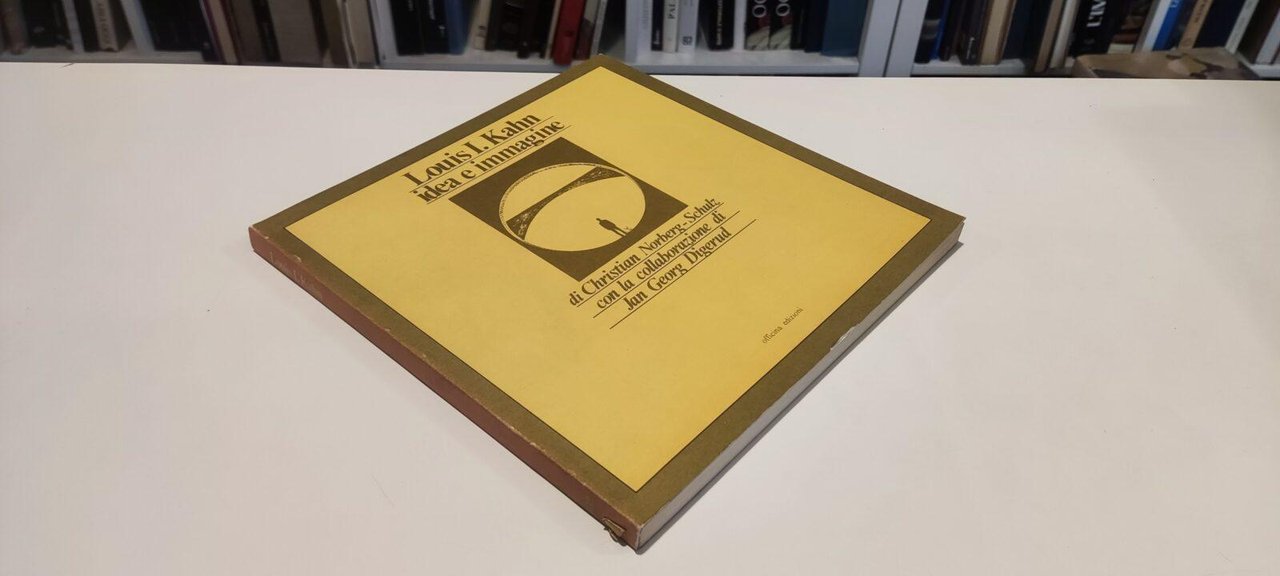 Louis I. Kahn
idea e immagine
di Christian Norberg-Schulz
con la collaborazione di
Jan Georg Digerud
officina edizioni